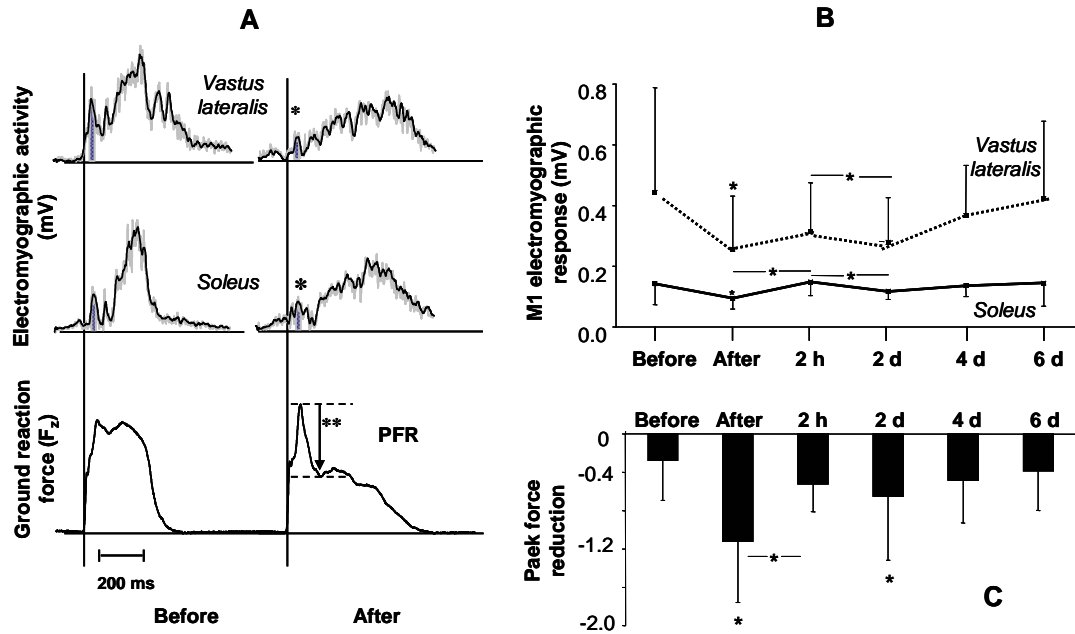 A
Electromyographic activity
(mV)
Vastus
lateralis
*
Soleus
*
Ground reaction
force (Fz)
**
PFR
200 ms
Before
After
B
M1 electromyographic
response (mV)
0.8
0.6
0.4
0.2
0.0
*
*
Vastus
lateralis
*
*
*
Soleus
Before After 2 h 2 d 4 d 6 d
Before After 2 h 2 d 4 d 6 d
Paek force
reduction
0
-0.4
-1.2
-2.0
*
*
*
C